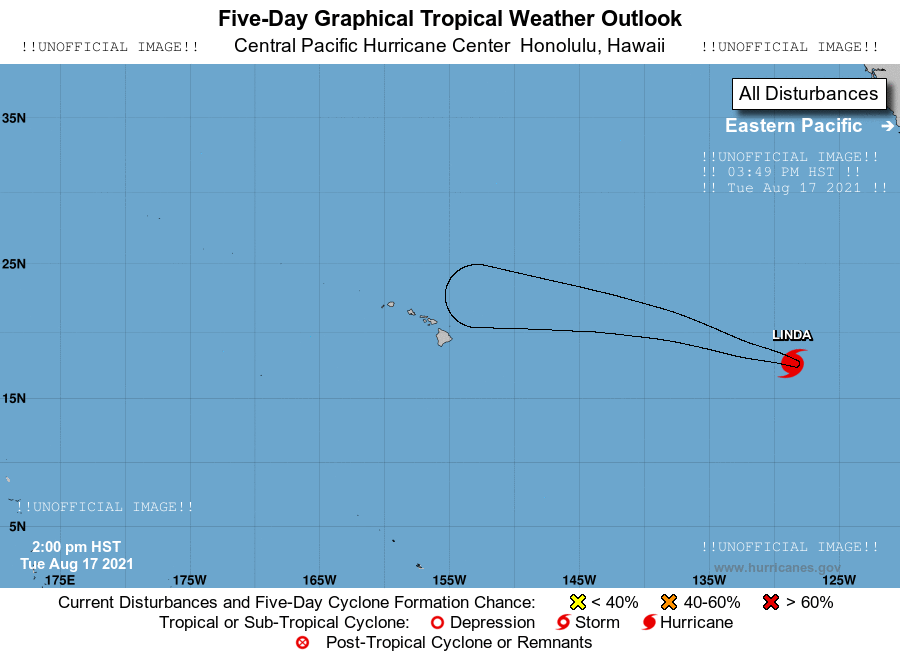 Five-Day Graphical Tropical Weather Outlook
!!UNOFFICIAL IMAGE!! Central Pacific Hurricane Center Honolulu, Hawaii !!UNOFFICIAL IMAGE!!
All Disturbances
35N
Eastern Pacific
!!UNOFFICIAL IMAGE!!
!! 03:49 PM HST !!
!! Tue Aug 17 2021 !!
25N
LINDA
15N
!!UNOFFICIAL IMAGE!!
5N
2:00 pm HST
Tue Aug 17 2021
!!UNOFFICIAL IMAGE!!
www.hurricanes.gov
175E 175W 165W 155W 145W 135W 125W
Current Disturbances and Five-Day Cyclone Formation Chance: < 40% 40-60% > 60%
Tropical or Sub-Tropical Cyclone: Depression Storm Hurricane
Post-Tropical Cyclone or Remnants